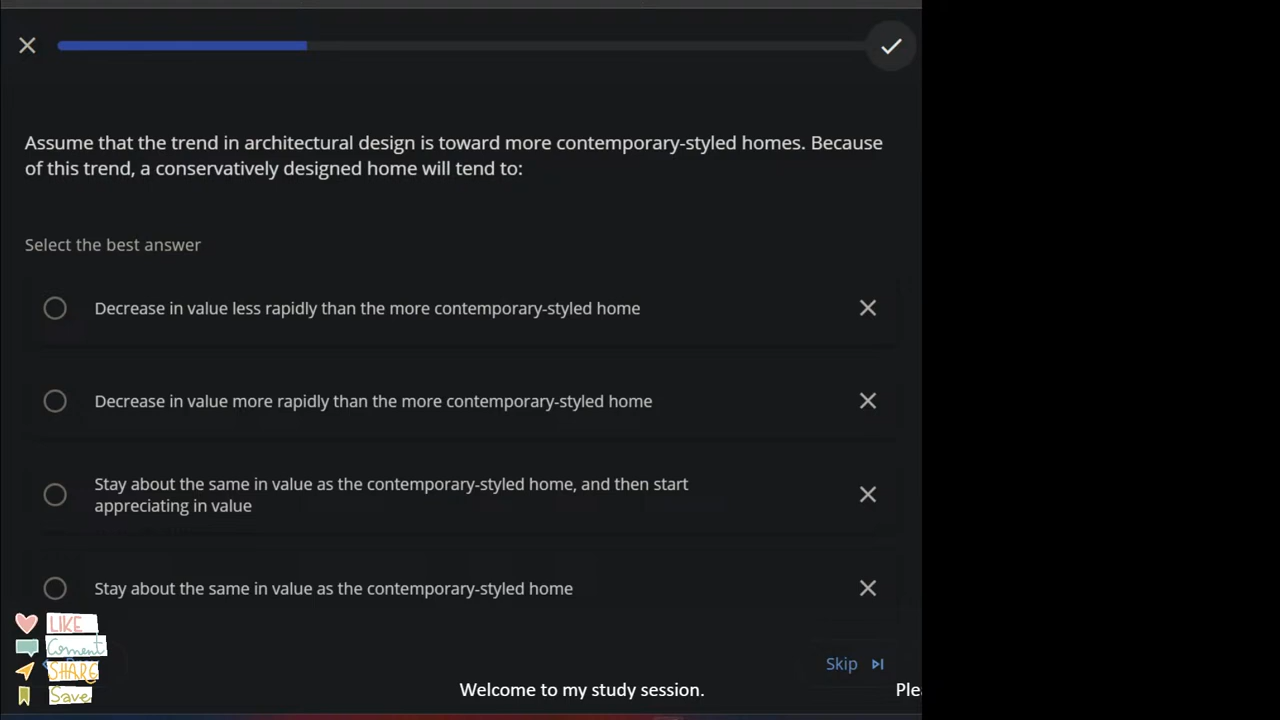 Assume that the trend in architectural design is toward more contemporary-styled homes. Because
of this trend, a conservatively designed home will tend to:
Select the best answer
Decrease in value less rapidly than the more contemporary-styled home
Decrease in value more rapidly than the more contemporary-styled home
Stay about the same in value as the contemporary-styled home, and then start
appreciating in value
Stay about the same in value as the contemporary-styled home
LIKE
Coment
SHARE
Save
Skip
Welcome to my study session.
Ple